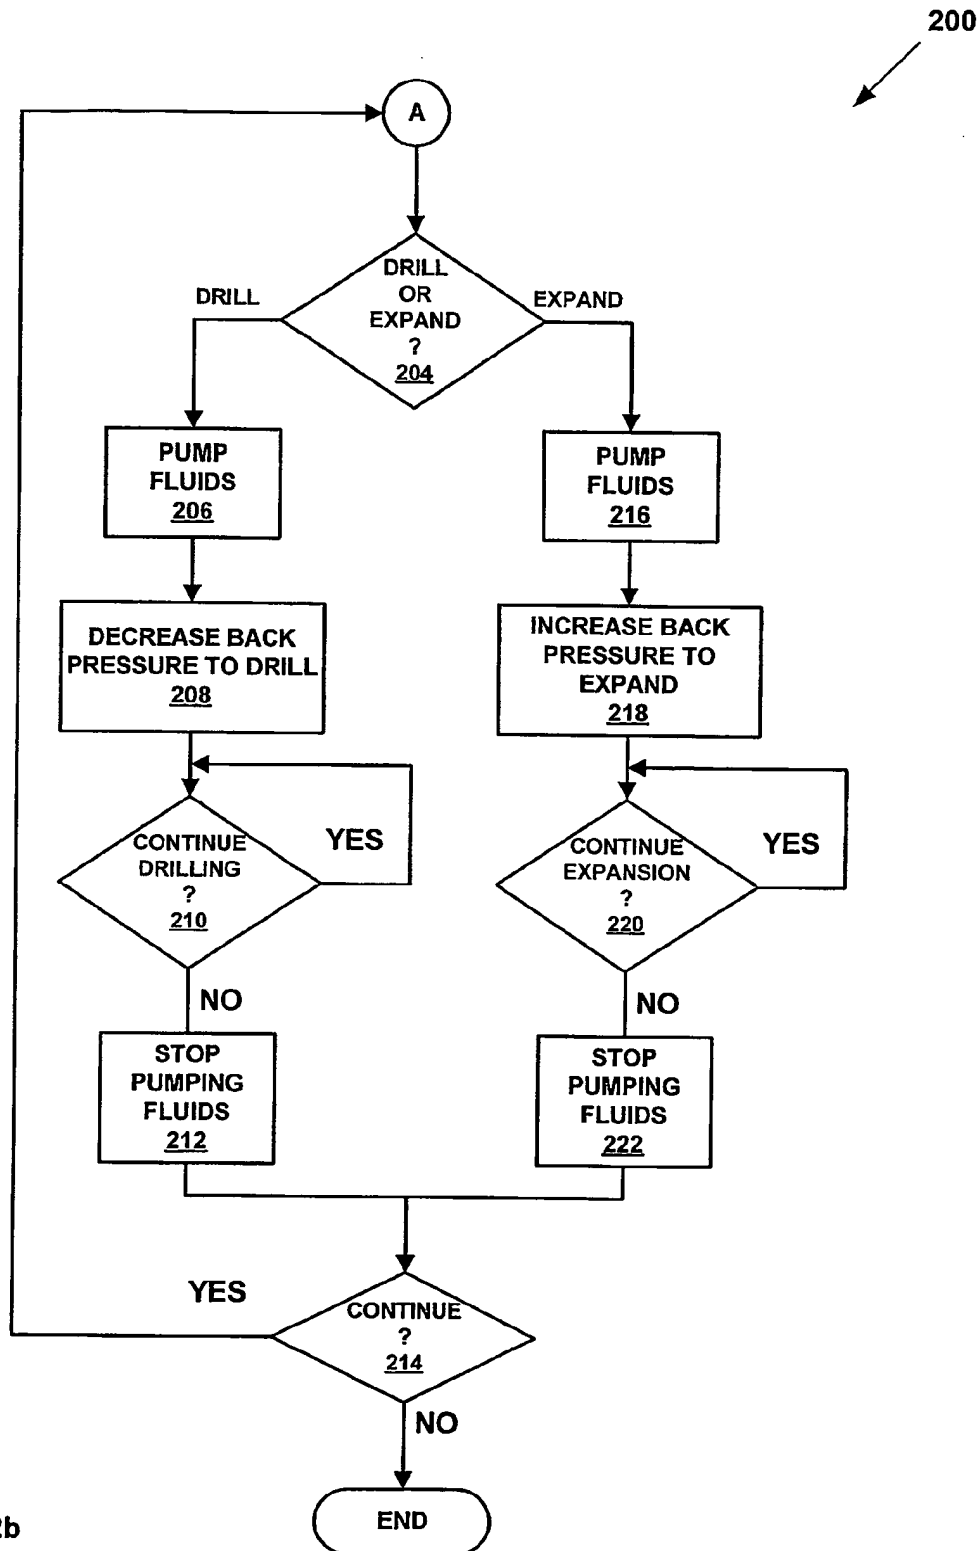 200
A
DRILL
OR
EXPAND
?
204
DRILL
EXPAND
PUMP
FLUIDS
206
PUMP
FLUIDS
216
DECREASE BACK
PRESSURE TO DRILL
208
INCREASE BACK
PRESSURE TO
EXPAND
218
CONTINUE
DRILLING
?
210
YES
CONTINUE
EXPANSION
?
220
YES
NO
NO
STOP
PUMPING
FLUIDS
212
STOP
PUMPING
FLUIDS
222
YES
CONTINUE
?
214
NO
END
2b